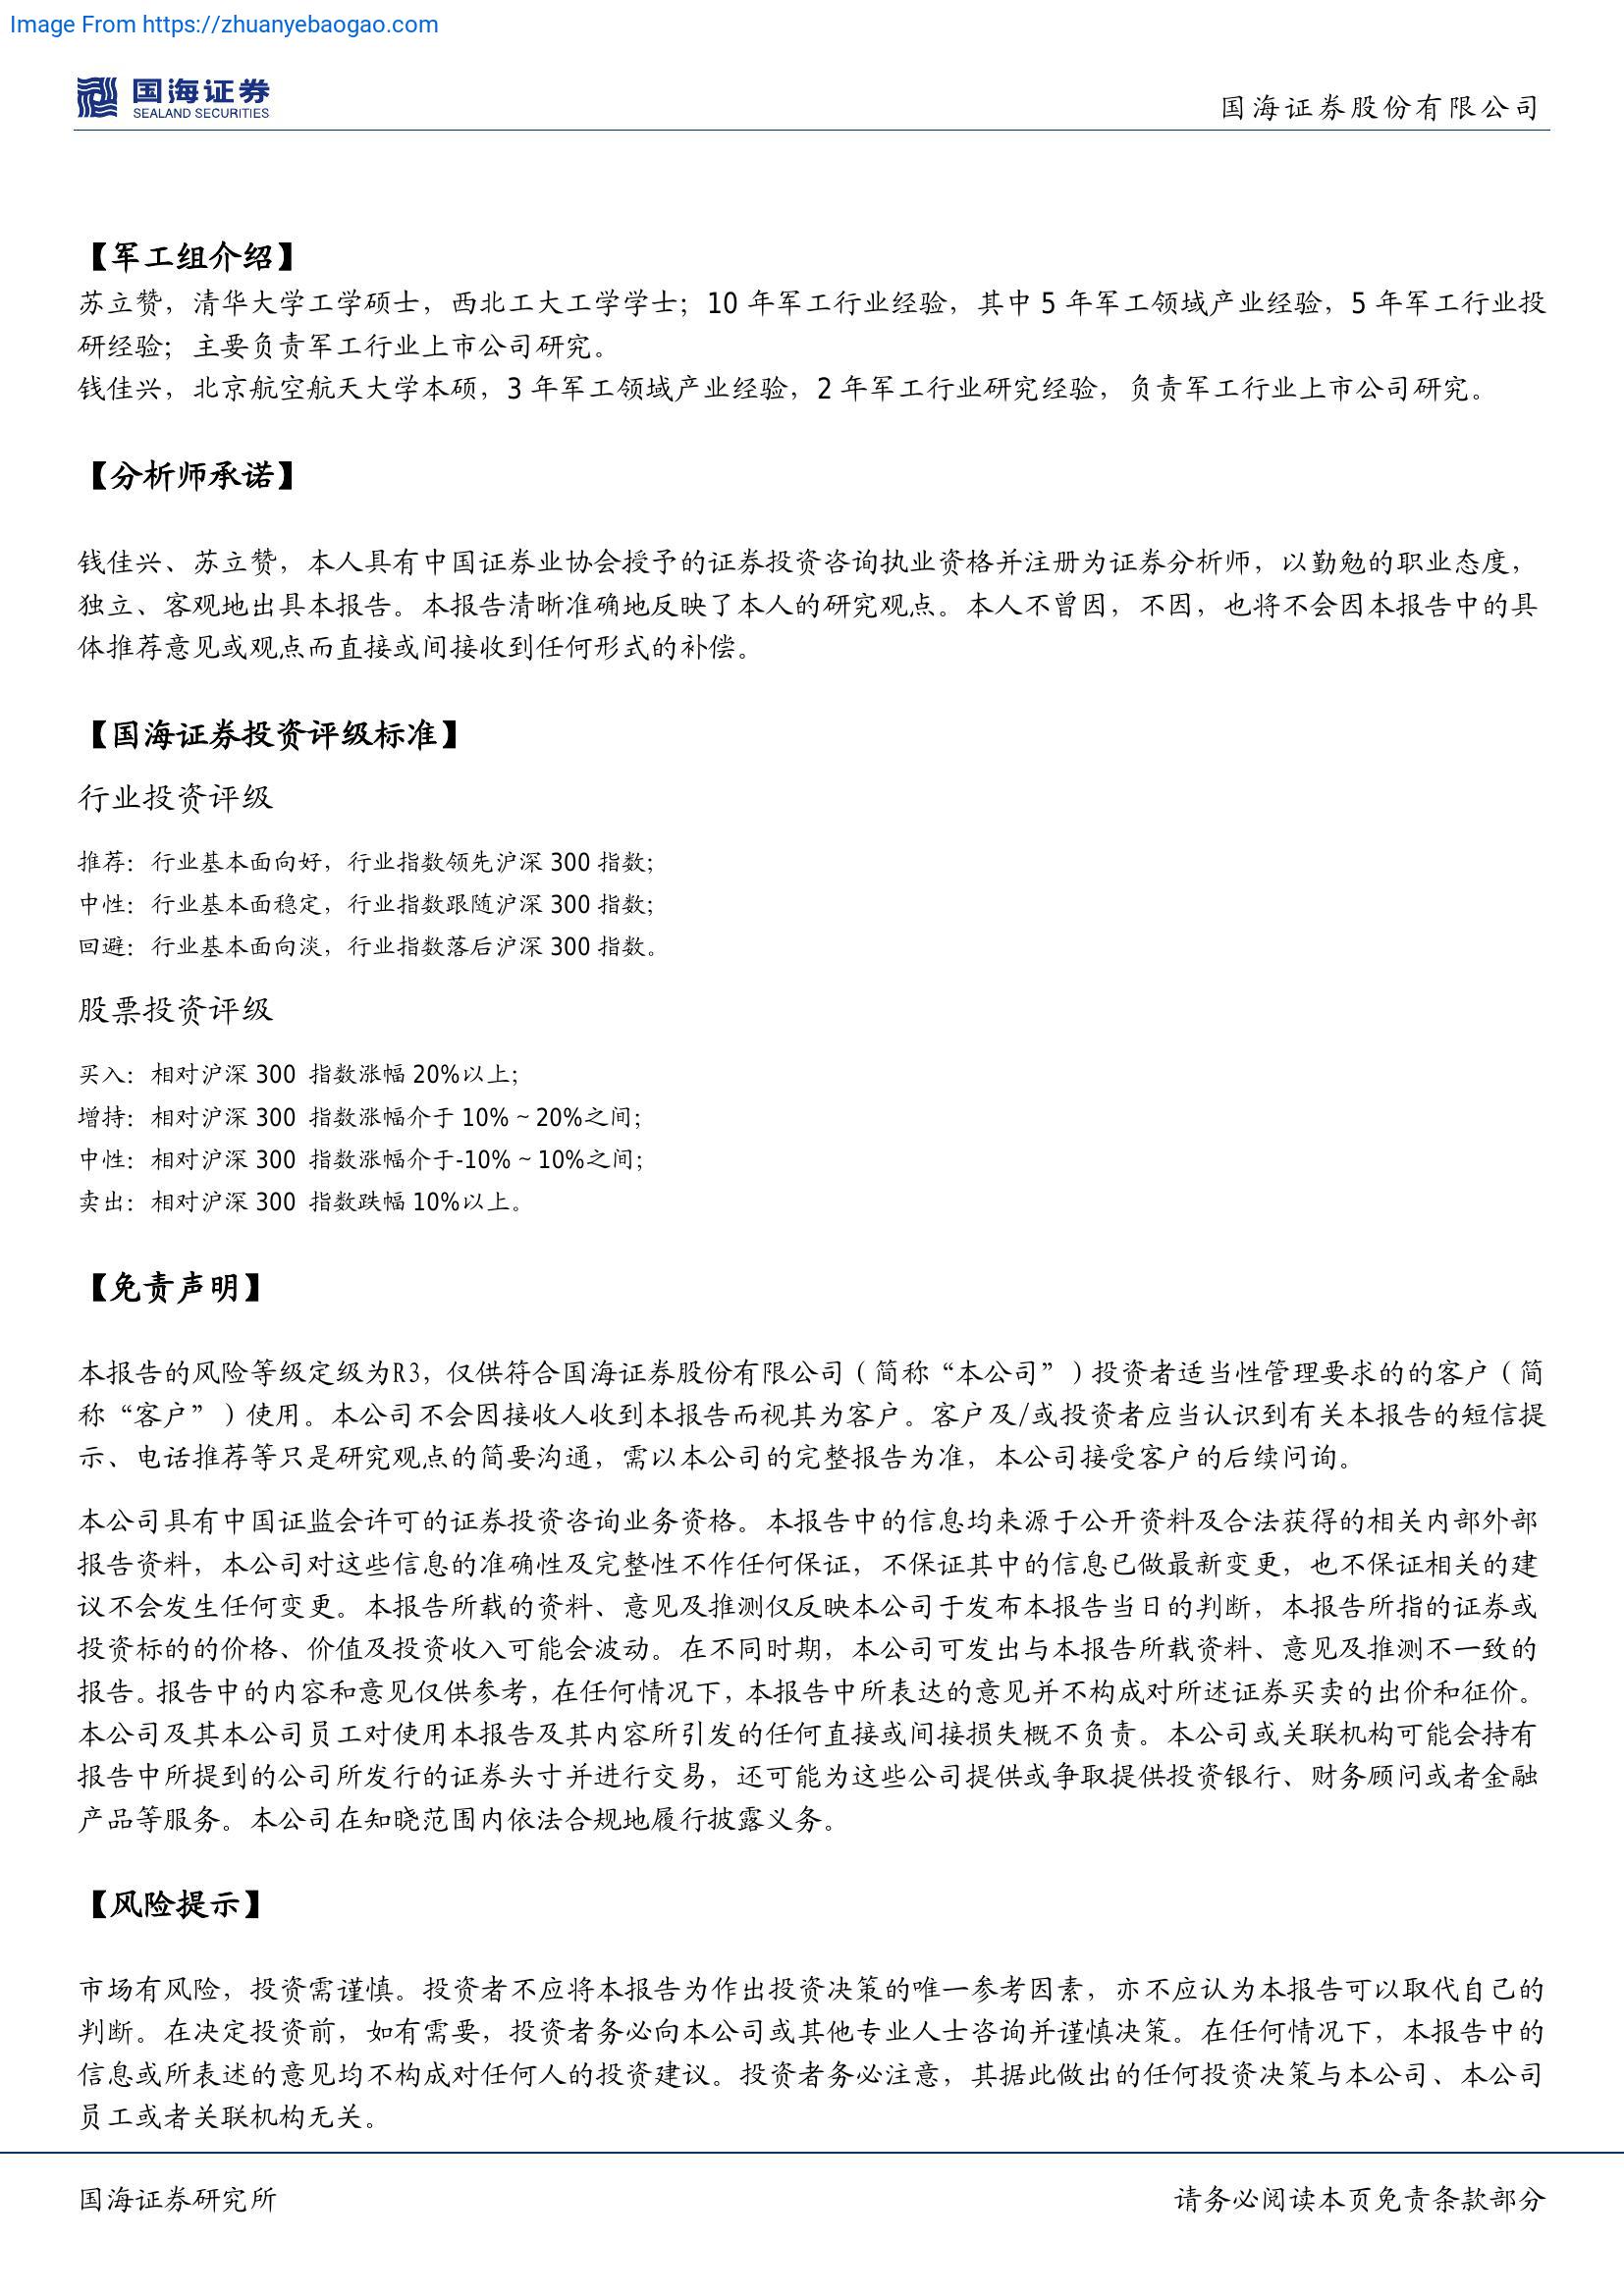 Image From https://zhuanyebaogao.com
国海证券
SEALAND SECURITIES
国海证券股份有限公司
【军工组介绍】
苏立赞，清华大学工学硕士，西北工大工学学士；10 年军工行业经验，其中 5 年军工领域产业经验，5 年军工行业投
研经验；主要负责军工行业上市公司研究。
钱佳兴，北京航空航天大学本硕，3 年军工领域产业经验，2 年军工行业研究经验，负责军工行业上市公司研究。
【分析师承诺】
钱佳兴、苏立赞，本人具有中国证券业协会授予的证券投资咨询执业资格并注册为证券分析师，以勤勉的职业态度，
独立、客观地出具本报告。本报告清晰准确地反映了本人的研究观点。本人不曾因，不因，也将不会因本报告中的具
体推荐意见或观点而直接或间接收到任何形式的补偿。
【国海证券投资评级标准】
行业投资评级
推荐：行业基本面向好，行业指数领先沪深 300 指数；
中性：行业基本面稳定，行业指数跟随沪深 300 指数；
回避：行业基本面向淡，行业指数落后沪深 300 指数。
股票投资评级
买入：相对沪深 300 指数涨幅 20%以上；
增持：相对沪深 300 指数涨幅介于 10%～20%之间；
中性：相对沪深 300 指数涨幅介于-10%～10%之间；
卖出：相对沪深 300 指数跌幅 10%以上。
【免责声明】
本报告的风险等级定级为R3，仅供符合国海证券股份有限公司（简称“本公司”）投资者适当性管理要求的的客户（简
称“客户”）使用。本公司不会因接收人收到本报告而视其为客户。客户及/或投资者应当认识到有关本报告的短信提
示、电话推荐等只是研究观点的简要沟通，需以本公司的完整报告为准，本公司接受客户的后续问询。
本公司具有中国证监会许可的证券投资咨询业务资格。本报告中的信息均来源于公开资料及合法获得的相关内部外部
报告资料，本公司对这些信息的准确性及完整性不作任何保证，不保证其中的信息已做最新变更，也不保证相关的建
议不会发生任何变更。本报告所载的资料、意见及推测仅反映本公司于发布本报告当日的判断，本报告所指的证券或
投资标的的价格、价值及投资收入可能会波动。在不同时期，本公司可发出与本报告所载资料、意见及推测不一致的
报告。报告中的内容和意见仅供参考，在任何情况下，本报告中所表达的意见并不构成对所述证券买卖的出价和征价。
本公司及其本公司员工对使用本报告及其内容所引发的任何直接或间接损失概不负责。本公司或关联机构可能会持有
报告中所提到的公司所发行的证券头寸并进行交易，还可能为这些公司提供或争取提供投资银行、财务顾问或者金融
产品等服务。本公司在知晓范围内依法合规地履行披露义务。
【风险提示】
市场有风险，投资需谨慎。投资者不应将本报告为作出投资决策的唯一参考因素，亦不应认为本报告可以取代自己的
判断。在决定投资前，如有需要，投资者务必向本公司或其他专业人士咨询并谨慎决策。在任何情况下，本报告中的
信息或所表述的意见均不构成对任何人的投资建议。投资者务必注意，其据此做出的任何投资决策与本公司、本公司
员工或者关联机构无关。
国海证券研究所
请务必阅读本页免责条款部分